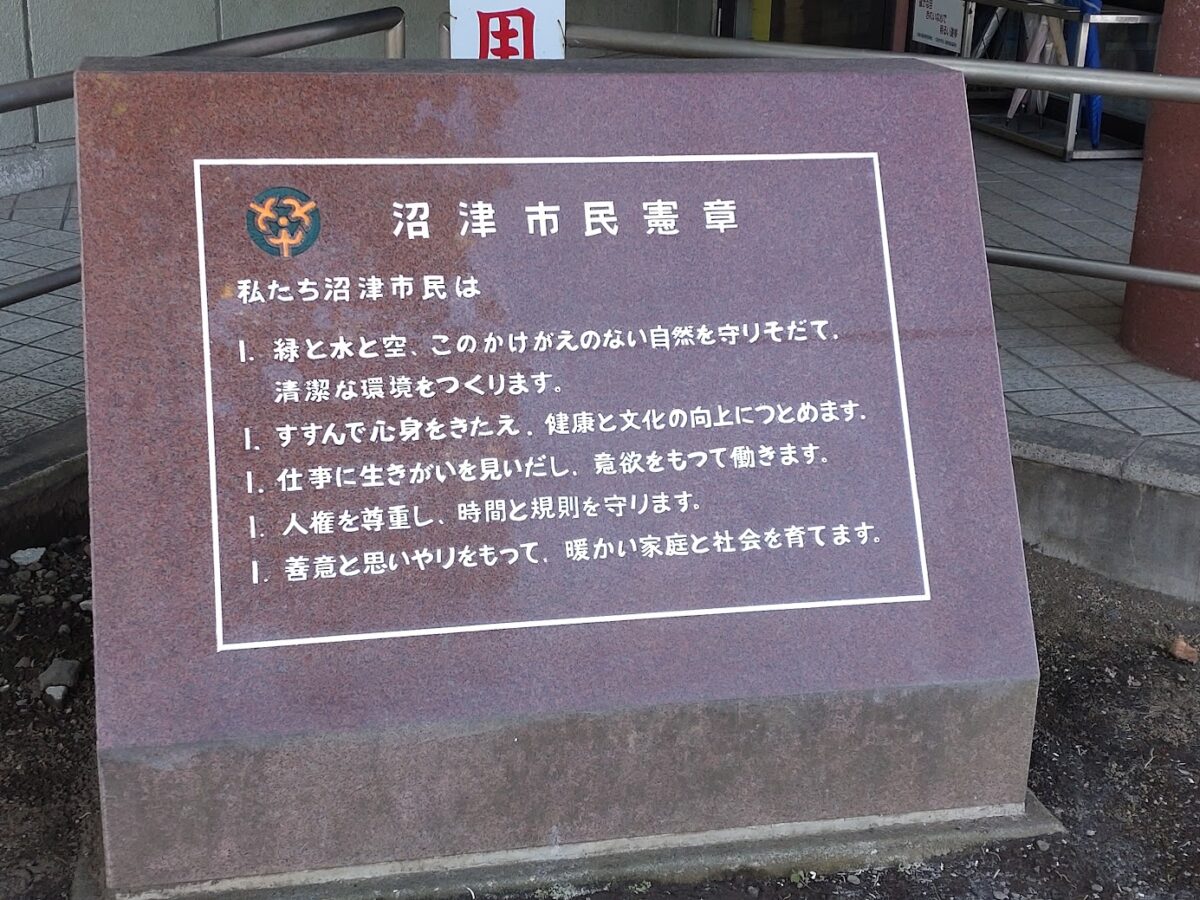 用
沼津市民憲章
私たち沼津市民は
1. 緑と水と空、このかけがえのない自然を守りそだて、
清潔な環境をつくります。
1. すすんで心身をきたえ、健康と文化の向上につとめます。
1. 仕事に生きがいを見いだし、意欲をもつて働きます。
1. 人権を尊重し、時間と規則を守ります。
1. 善意と思いやりをもって、暖かい家庭と社会を育てます。